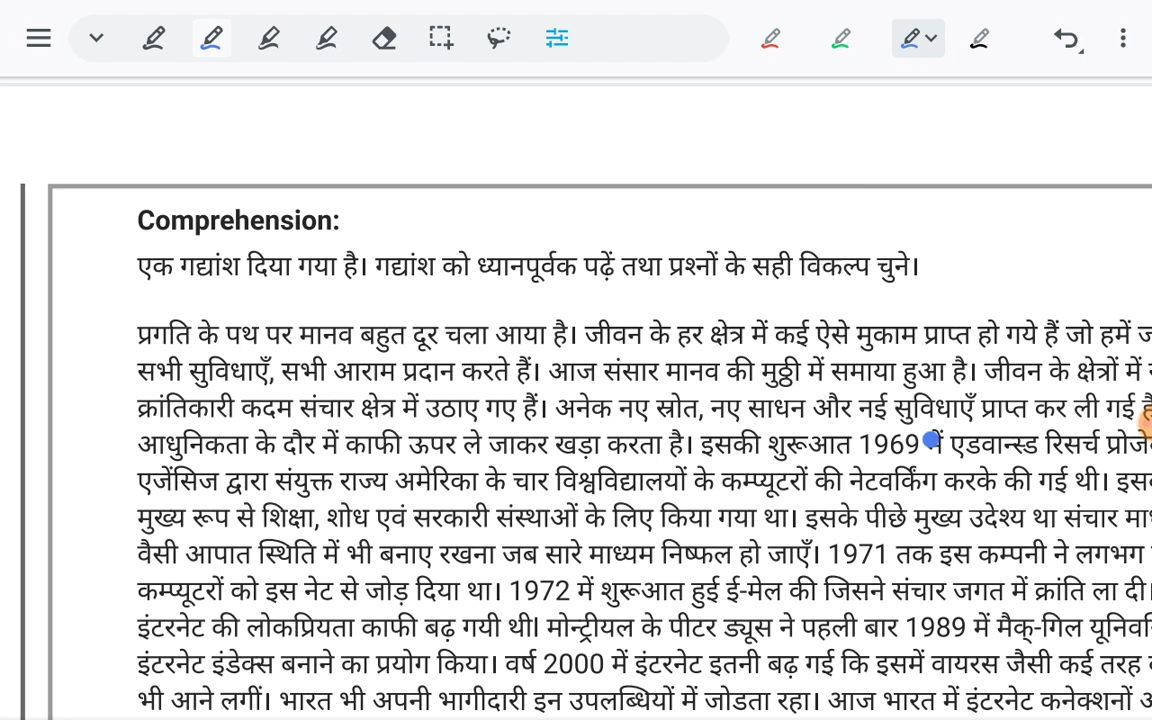 Comprehension:
एक गद्यांश दिया गया है। गद्यांश को ध्यानपूर्वक पढ़ें तथा प्रश्नों के सही विकल्प चुने।
प्रगति के पथ पर मानव बहुत दूर चला आया है। जीवन के हर क्षेत्र में कई ऐसे मुकाम प्राप्त हो गये हैं जो हमें
सभी सुविधाएँ, सभी आराम प्रदान करते हैं। आज संसार मानव की मुठ्ठी में समाया हुआ है। जीवन के क्षेत्रों में
क्रांतिकारी कदम संचार क्षेत्र में उठाए गए हैं। अनेक नए स्रोत, नए साधन और नई सुविधाएँ प्राप्त कर ली गई
आधुनिकता के दौर में काफी ऊपर ले जाकर खड़ा करता है। इसकी शुरूआत 1969 एडवान्स्ड रिसर्च
एजेंसिज द्वारा संयुक्त राज्य अमेरिका के चार विश्वविद्यालयों के कम्प्यूटरों की नेटवर्किंग करके की गई थी।
मुख्य रूप से शिक्षा, शोध एवं सरकारी संस्थाओं के लिए किया गया था। इसके पीछे मुख्य उदेश्य था संचार
वैसी आपात स्थिति में भी बनाए रखना जब सारे माध्यम निष्फल हो जाएँ। 1971 तक इस कम्पनी ने लगभग
कम्प्यूटरों को इस नेट से जोड़ दिया था। 1972 में शुरूआत हुई ई-मेल की जिसने संचार जगत में क्रांति ला दी।
इंटरनेट की लोकप्रियता काफी बढ़ गयी थी। मोन्ट्रीयल के पीटर ड्यूस ने पहली बार 1989 में मैक्-गिल
इंटरनेट इंडेक्स बनाने का प्रयोग किया। वर्ष 2000 में इंटरनेट इतनी बढ़ गई कि इसमें वायरस जैसी कई तरह
भी आने लगीं। भारत भी अपनी भागीदारी इन उपलब्धियों में जोडता रहा। आज भारत में इंटरनेट कनेक्शनों